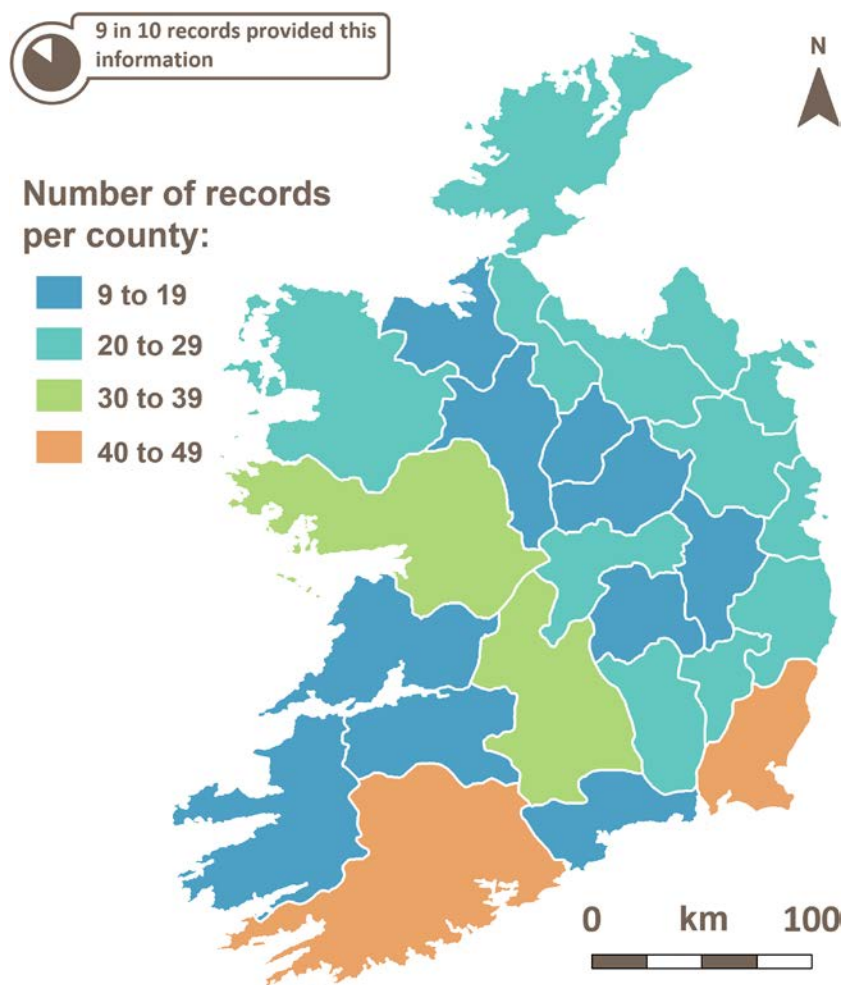 9 in 10 records provided this
information
N
Number of records
per county:
9 to 19
20 to 29
30 to 39
40 to 49
0 km 100